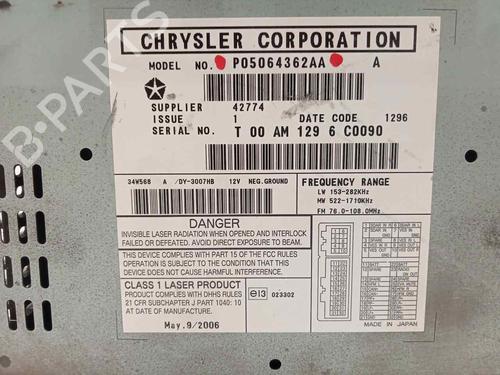 CHRYSLER CORPORATION
MODEL NO. P05064362AA A
SUPPLIER 42774
ISSUE 1 DATE CODE 1296
SERIAL NO. T 00 AM 129 6 C0090
34W568 A /DY-3007HB 12V NEG.GROUND
FREQUENCY RANGE
LW 153-282KHz
MW 522-1710KHz
FM 76.0-108.0MHz
DANGER
INVISIBLE LASER RADIATION WHEN OPENED AND INTERLOCK
FAILED OR DEFEATED. AVOID DIRECT EXPOSURE TO BEAM.
THIS DEVICE COMPLIES WITH PART 15 OF THE FCC RULES
OPERATION IS SUBJECT TO THE CONDITION THAT THIS
DEVICE DOES NOT CAUSE HARMFUL INTERFERENCE
CLASS 1 LASER PRODUCT
PRODUCT COMPLIES WITH DHHS RULES
21 CFR SUBCHAPTER J PART 1040: 10
AT DATE OF MANUFACTURE.
e13 023302
May.9/2006
MADE IN JAPAN
B-PARTS